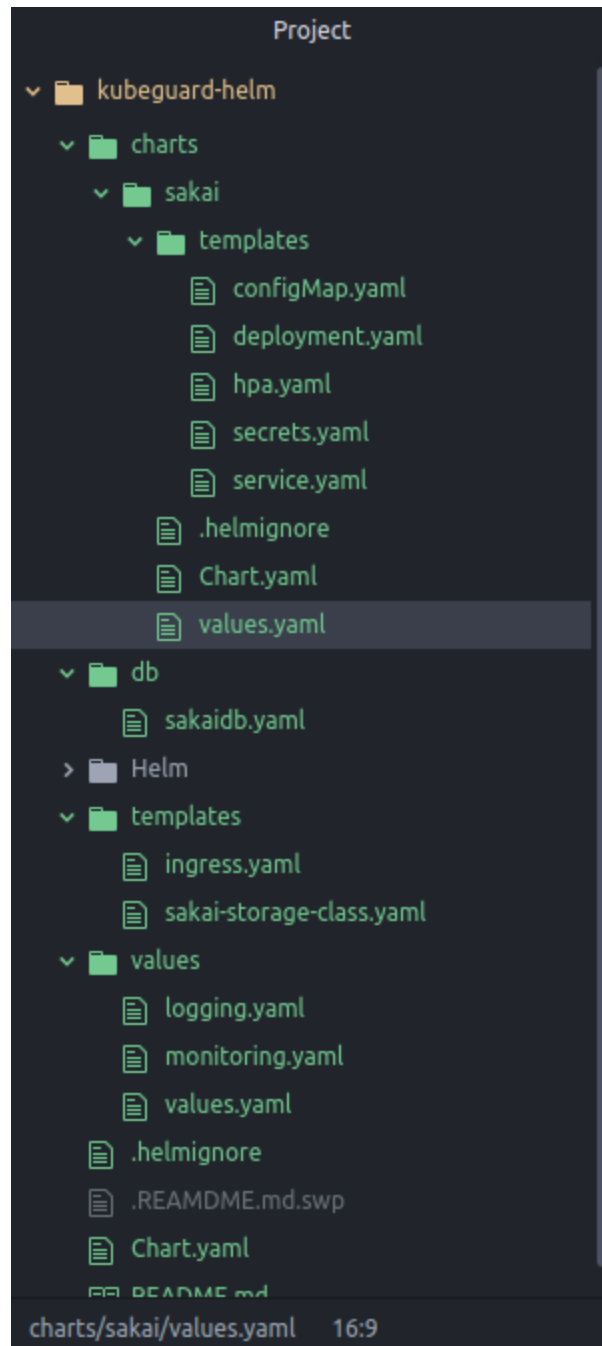 Project
kubeguard-helm
charts
sakai
templates
configMap.yaml
deployment.yaml
hpa.yaml
secrets.yaml
service.yaml
.helmignore
Chart.yaml
values.yaml
db
sakaidb.yaml
Helm
templates
ingress.yaml
sakai-storage-class.yaml
values
logging.yaml
monitoring.yaml
values.yaml
.helmignore
.REAMDME.md.swp
Chart.yaml
README.md
charts/sakai/values.yaml 16:9